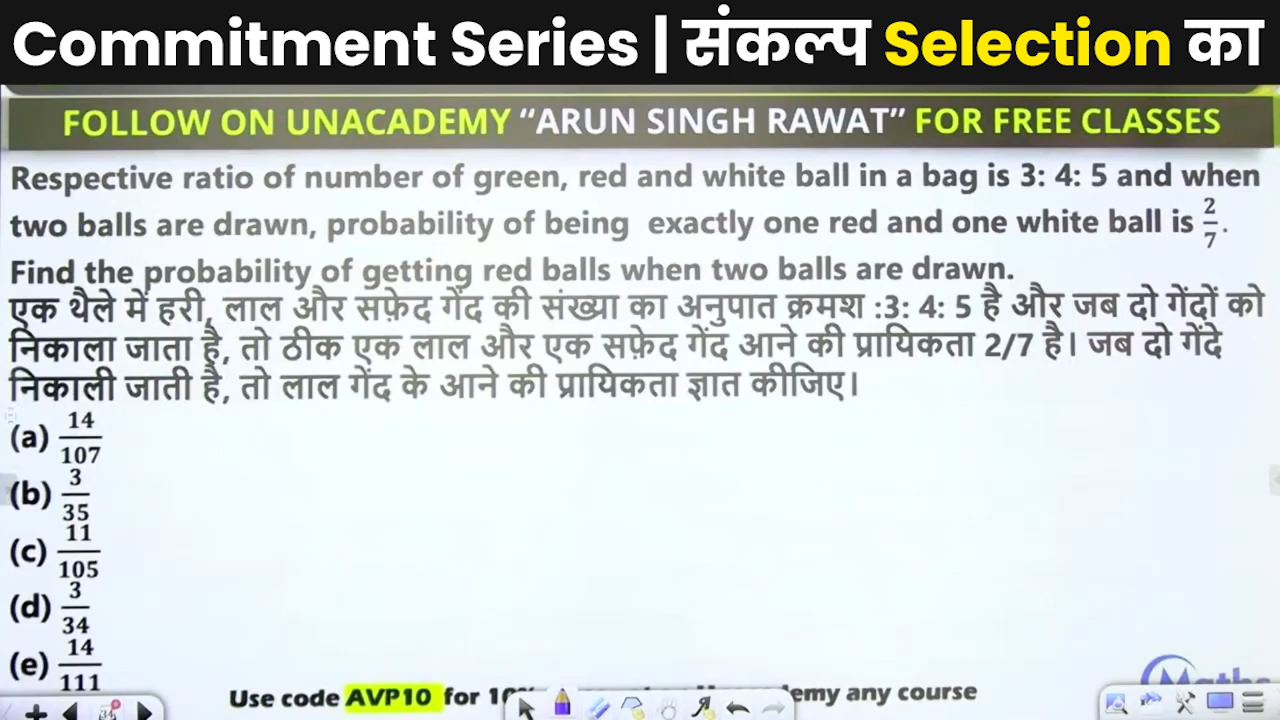 Commitment Series | संकल्प Selection का
FOLLOW ON UNACADEMY “ARUN SINGH RAWAT” FOR FREE CLASSES
Respective ratio of number of green, red and white ball in a bag is 3: 4: 5 and when
two balls are drawn, probability of being exactly one red and one white ball is 2/7.
Find the probability of getting red balls when two balls are drawn.
एक थैले में हरी, लाल और सफ़ेद गेंद की संख्या का अनुपात क्रमश :3: 4: 5 है और जब दो गेंदों को
निकाला जाता है, तो ठीक एक लाल और एक सफ़ेद गेंद आने की प्रायिकता 2/7 है। जब दो गेंदे
निकाली जाती है, तो लाल गेंद के आने की प्रायिकता ज्ञात कीजिए।
(a) 14/107
(b) 3/35
(c) 11/105
(d) 3/34
(e) 14/111
Maths
Use code AVP10 for any course